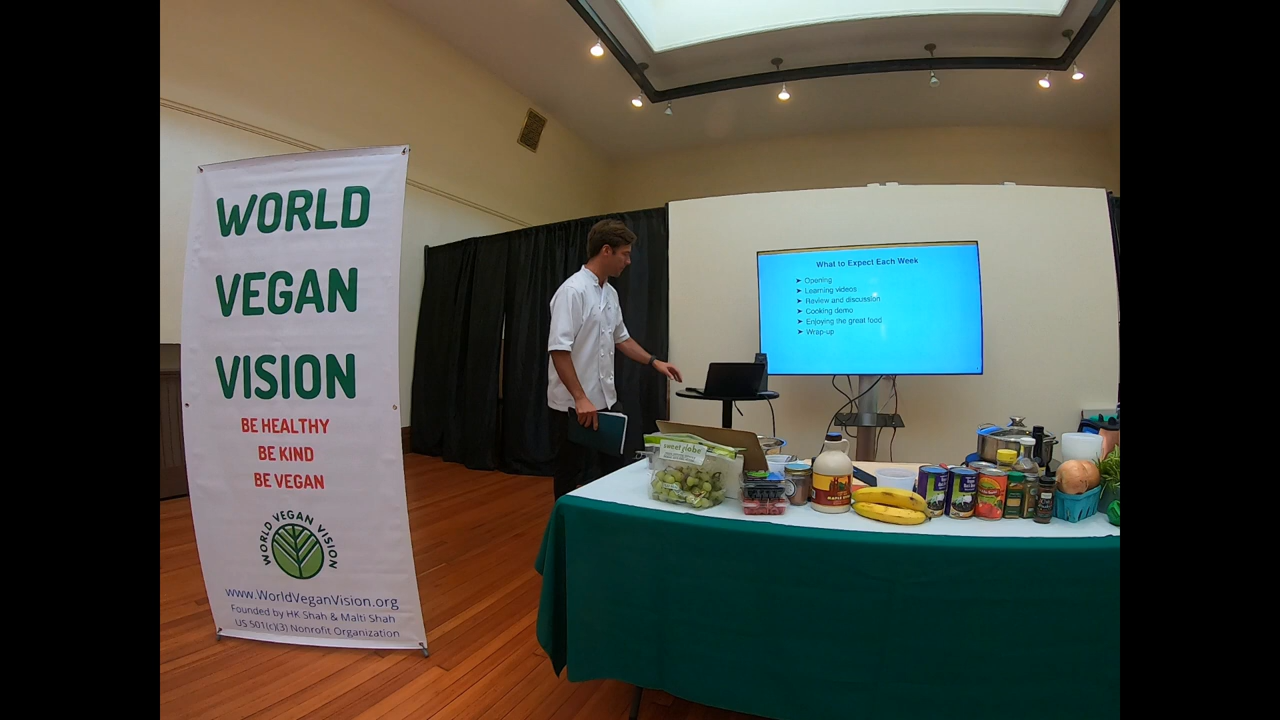 WORLD
VEGAN
VISION
BE HEALTHY
BE KIND
BE VEGAN
WORLD VEGAN VISION
www.WorldVeganVision.org
Founded by HK Shah & Malti Shah
US 501(c)(3) Nonrofit Organization
What to Expect Each Week
➤ Opening
➤ Learning videos
➤ Review and discussion
➤ Cooking demo
➤ Enjoying the great food
➤ Wrap-up
sweet globe
MAPLE